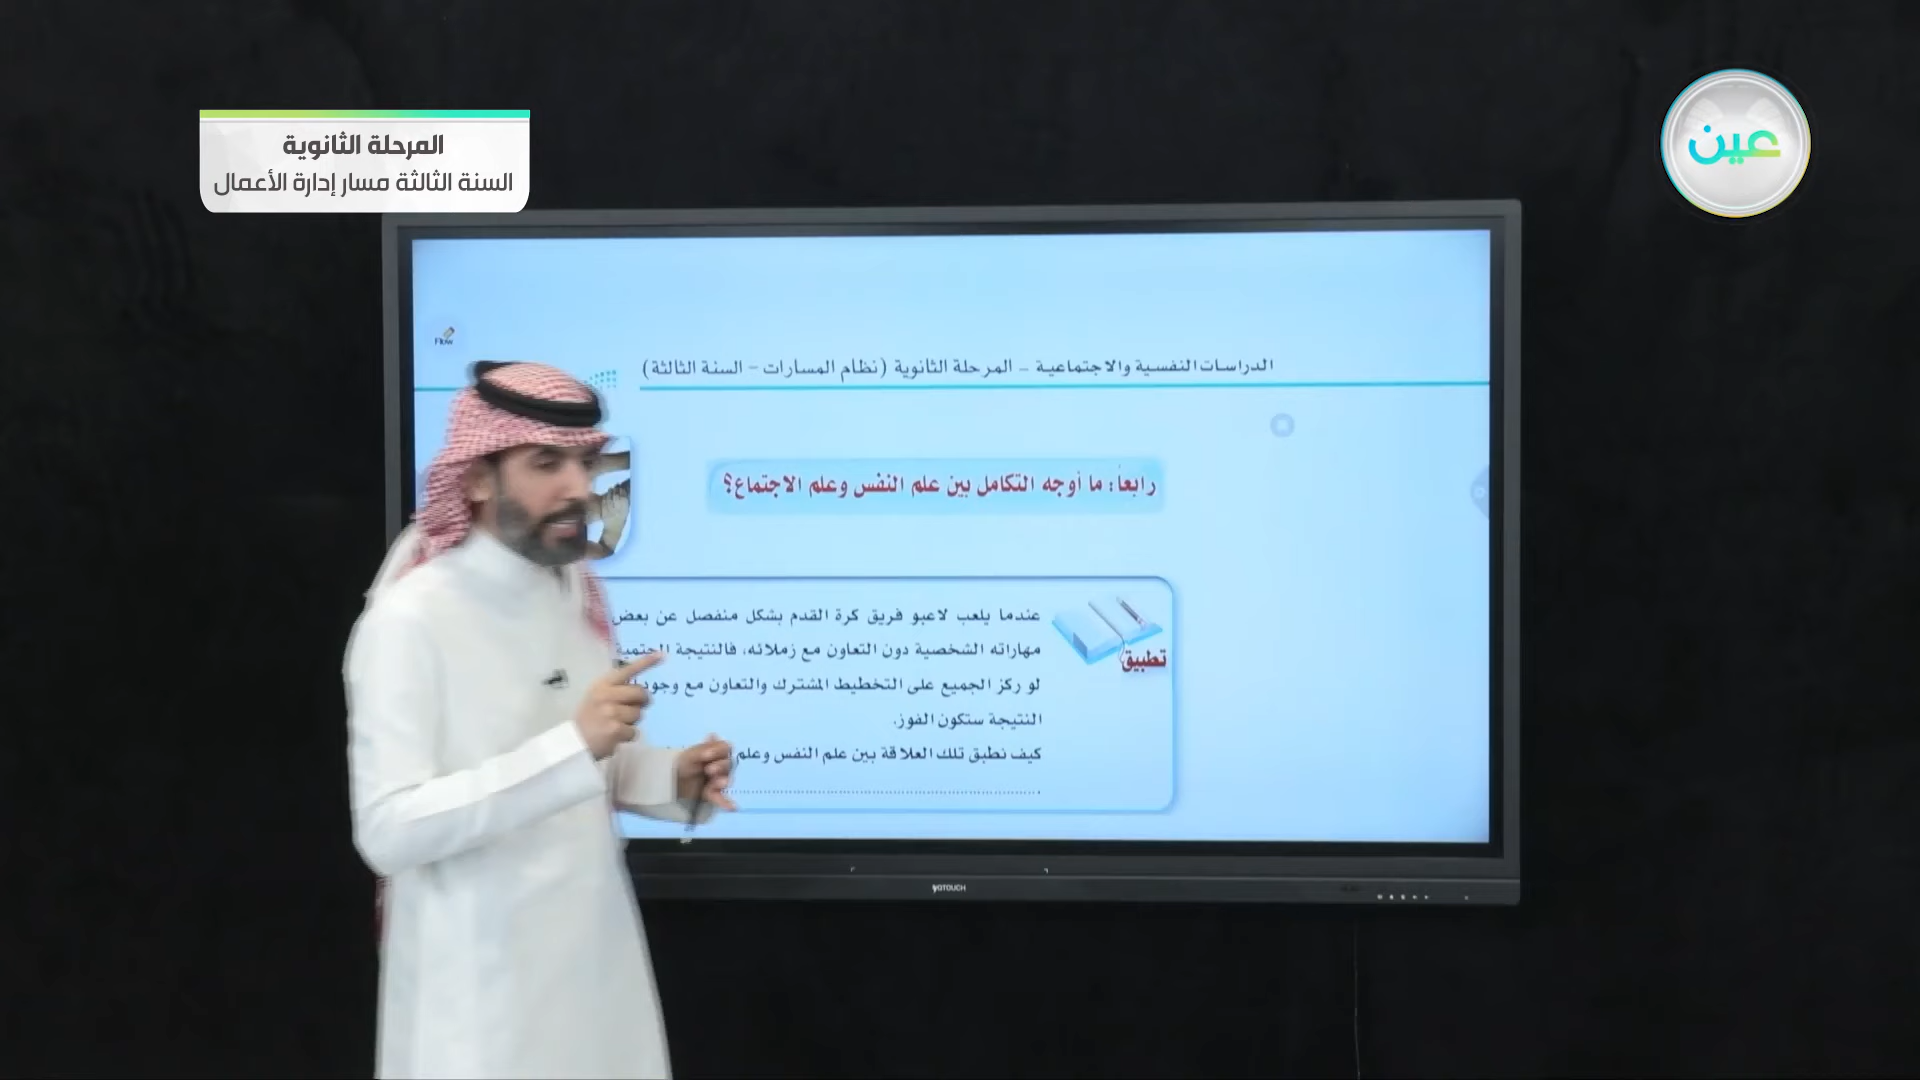 المرحلة الثانوية
السنة الثالثة مسار إدارة الأعمال
عين
Flow
الدراسات النفسية والاجتماعية - المرحلة الثانوية (نظام المسارات - السنة الثالثة)
رابعاً: ما أوجه التكامل بين علم النفس وعلم الاجتماع؟
تطبيق
عندما يلعب لاعبو فريق كرة القدم بشكل منفصل عن بعض
مهاراته الشخصية دون التعاون مع زملائه، فالنتيجة الحتمية
لو ركز الجميع على التخطيط المشترك والتعاون مع وجود
النتيجة ستكون الفوز.
كيف نطبق تلك العلاقة بين علم النفس وعلم